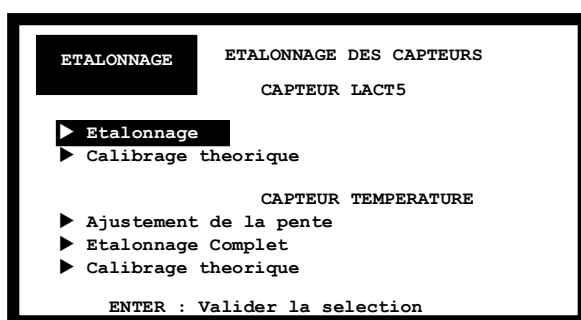 ETALONNAGE
ETALONNAGE DES CAPTEURS
CAPTEUR LACT5
Etalonnage
Calibrage theorique
CAPTEUR TEMPERATURE
Ajustement de la pente
Etalonnage Complet
Calibrage theorique
ENTER : Valider la selection